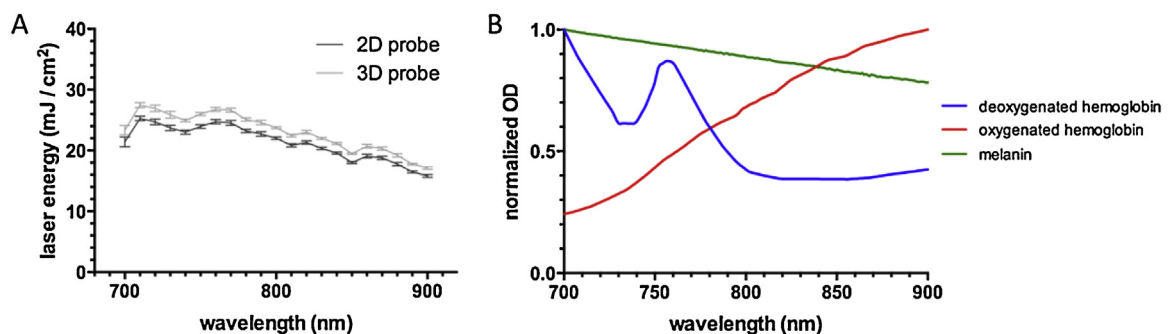 A
laser energy (mJ / cm²)
40
30
20
10
0
700
800
900
wavelength (nm)
2D probe
3D probe
B
normalized OD
1.0
0.5
0.0
700
750
800
850
900
wavelength (nm)
deoxygenated hemoglobin
oxygenated hemoglobin
melanin